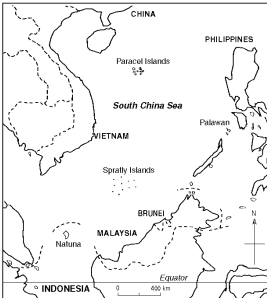 CHINA
PHILIPPINES
Paracel Islands
South China Sea
Palawan
VIETNAM
Spratly Islands
BRUNEI
N
MALAYSIA
Natuna
Equator
INDONESIA
0 400 km